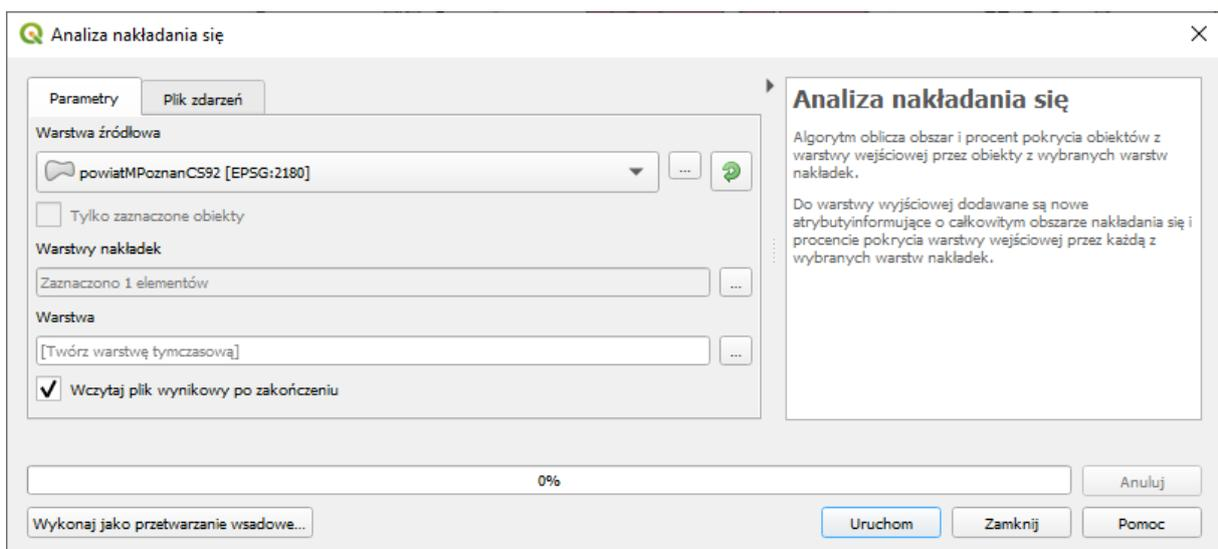 Analiza nakładania się
Parametry
Plik zdarzeń
Warstwa źródłowa
powiatMPoznanCS92 [EPSG:2180]
...
Tylko zaznaczone obiekty
Warstwy nakładek
Zaznaczono 1 elementów
...
Warstwa
[Twórz warstwę tymczasową]
...
Wczytaj plik wynikowy po zakończeniu
Analiza nakładania się
Algorytm oblicza obszar i procent pokrycia obiektów z
warstwy wejściowej przez obiekty z wybranych warstw
nakładek.
Do warstwy wyjściowej dodawane są nowe
atrybutyinformujące o całkowitym obszarze nakładania się i
procencie pokrycia warstwy wejściowej przez każdą z
wybranych warstw nakładek.
0%
Anuluj
Wykonaj jako przetwarzanie wsadowe...
Uruchom
Zamknij
Pomoc